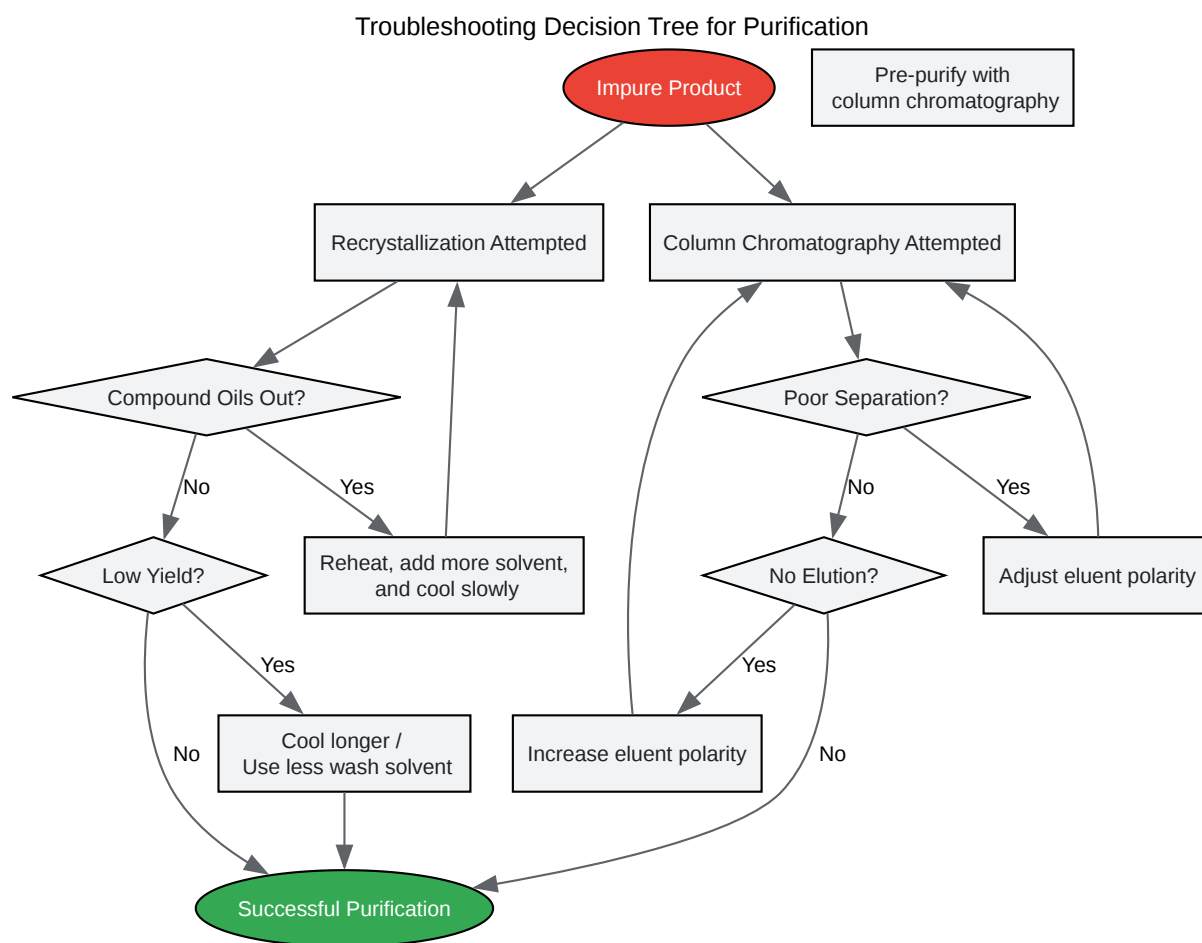 Troubleshooting Decision Tree for Purification
Impure Product
Pre-purify with
column chromatography
Recrystallization Attempted
Column Chromatography Attempted
Compound Oils Out?
Poor Separation?
No
Yes
No
Yes
Low Yield?
Reheat, add more solvent,
and cool slowly
No Elution?
Adjust eluent polarity
Yes
Yes
No
Cool longer /
Use less wash solvent
Increase eluent polarity
No
Successful Purification